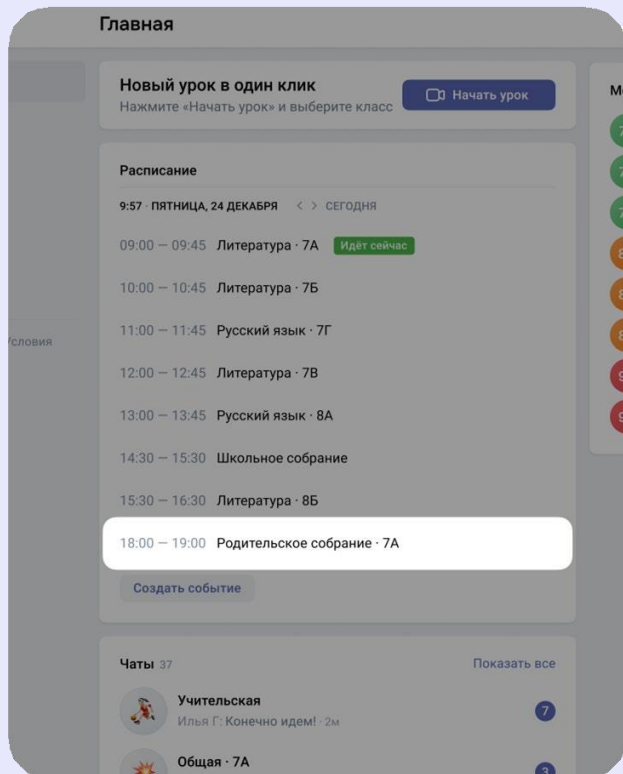 Главная
Новый урок в один клик
Нажмите «Начать урок» и выберите класс
Начать урок
Расписание
9:57 · ПЯТНИЦА, 24 ДЕКАБРЯ < > СЕГОДНЯ
09:00 — 09:45 Литература · 7А Идёт сейчас
10:00 — 10:45 Литература · 7Б
11:00 — 11:45 Русский язык · 7Г
12:00 — 12:45 Литература · 7В
13:00 — 13:45 Русский язык · 8А
14:30 — 15:30 Школьное собрание
15:30 — 16:30 Литература · 8Б
18:00 — 19:00 Родительское собрание · 7А
Создать событие
Чаты 37 Показать все
Учительская
Илья Г: Конечно идем! · 2м
7
Общая · 7А
3